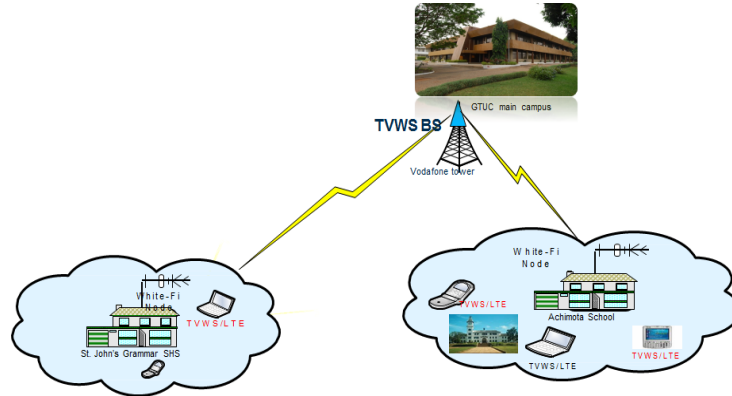 GTUC main campus
TVWS BS
Vodafone tower
White-Fi
Node
TVWS/LTE
St. John's Grammar SHS
White-Fi
Node
TVWS/LTE
Achimota School
TVWS/LTE
TVWS/LTE